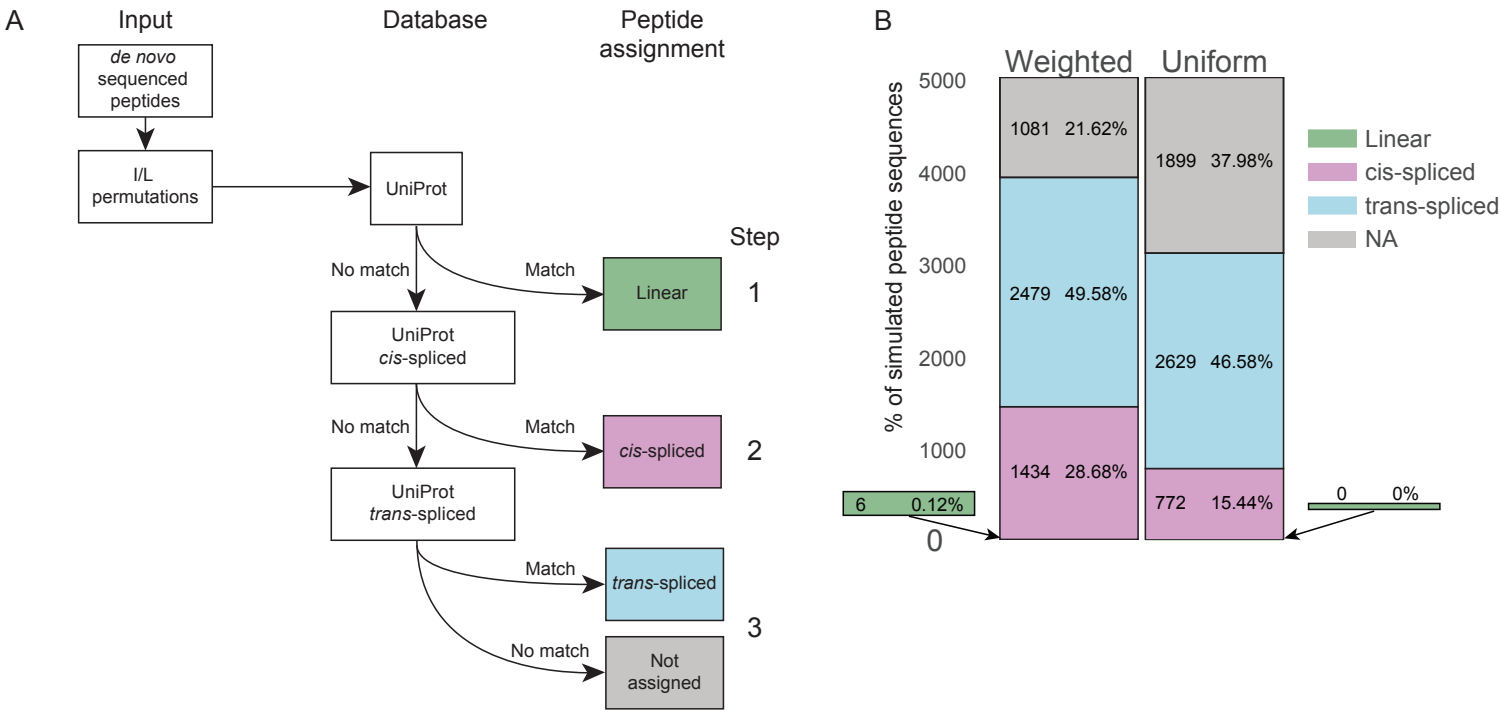 A
Input
Database
Peptide
assignment
de novo
sequenced
peptides
I/L
permutations
UniProt
Step
No match
Match
Linear
1
UniProt
cis-spliced
No match
Match
cis-spliced
2
UniProt
trans-spliced
Match
trans-spliced
3
No match
Not
assigned
B
Weighted
Uniform
% of simulated peptide sequences
5000
4000
3000
2000
1000
0
1081 21.62%
2479 49.58%
1434 28.68%
6 0.12%
1899 37.98%
2629 46.58%
772 15.44%
0 0%
Linear
cis-spliced
trans-spliced
NA